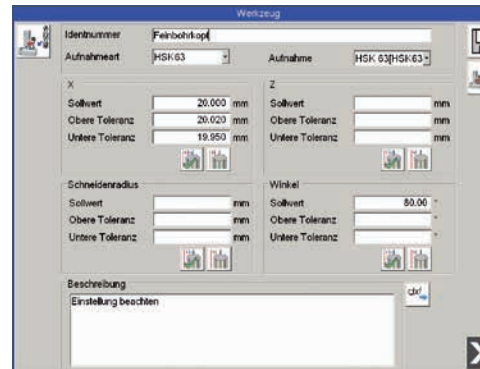 Werkzeug
Identnummer Feinbohrkopf
Aufnahmeart HSK63 Aufnahme HSK 63[HSK63-
X
Sollwert 20.000 mm
Obere Toleranz 20.020 mm
Untere Toleranz 19.950 mm
Z
Sollwert mm
Obere Toleranz mm
Untere Toleranz mm
Schneidenradius
Sollwert mm
Obere Toleranz mm
Untere Toleranz mm
Winkel
Sollwert 80.00 °
Obere Toleranz °
Untere Toleranz °
Beschreibung
Einstellung beachten
dxf